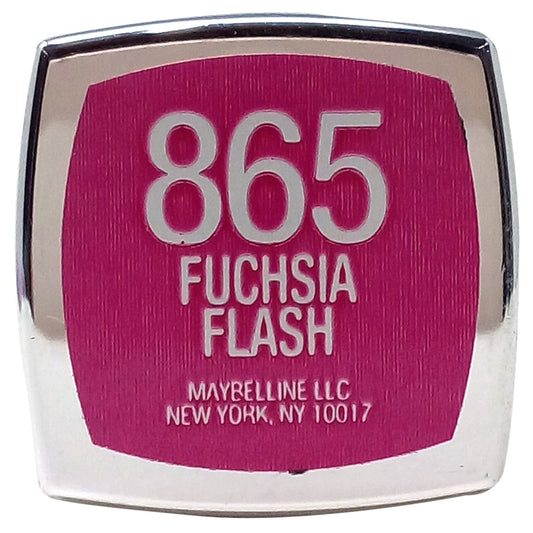 865
FUCHSIA
FLASH
MAYBELLINE LLC
NEW YORK, NY 10017